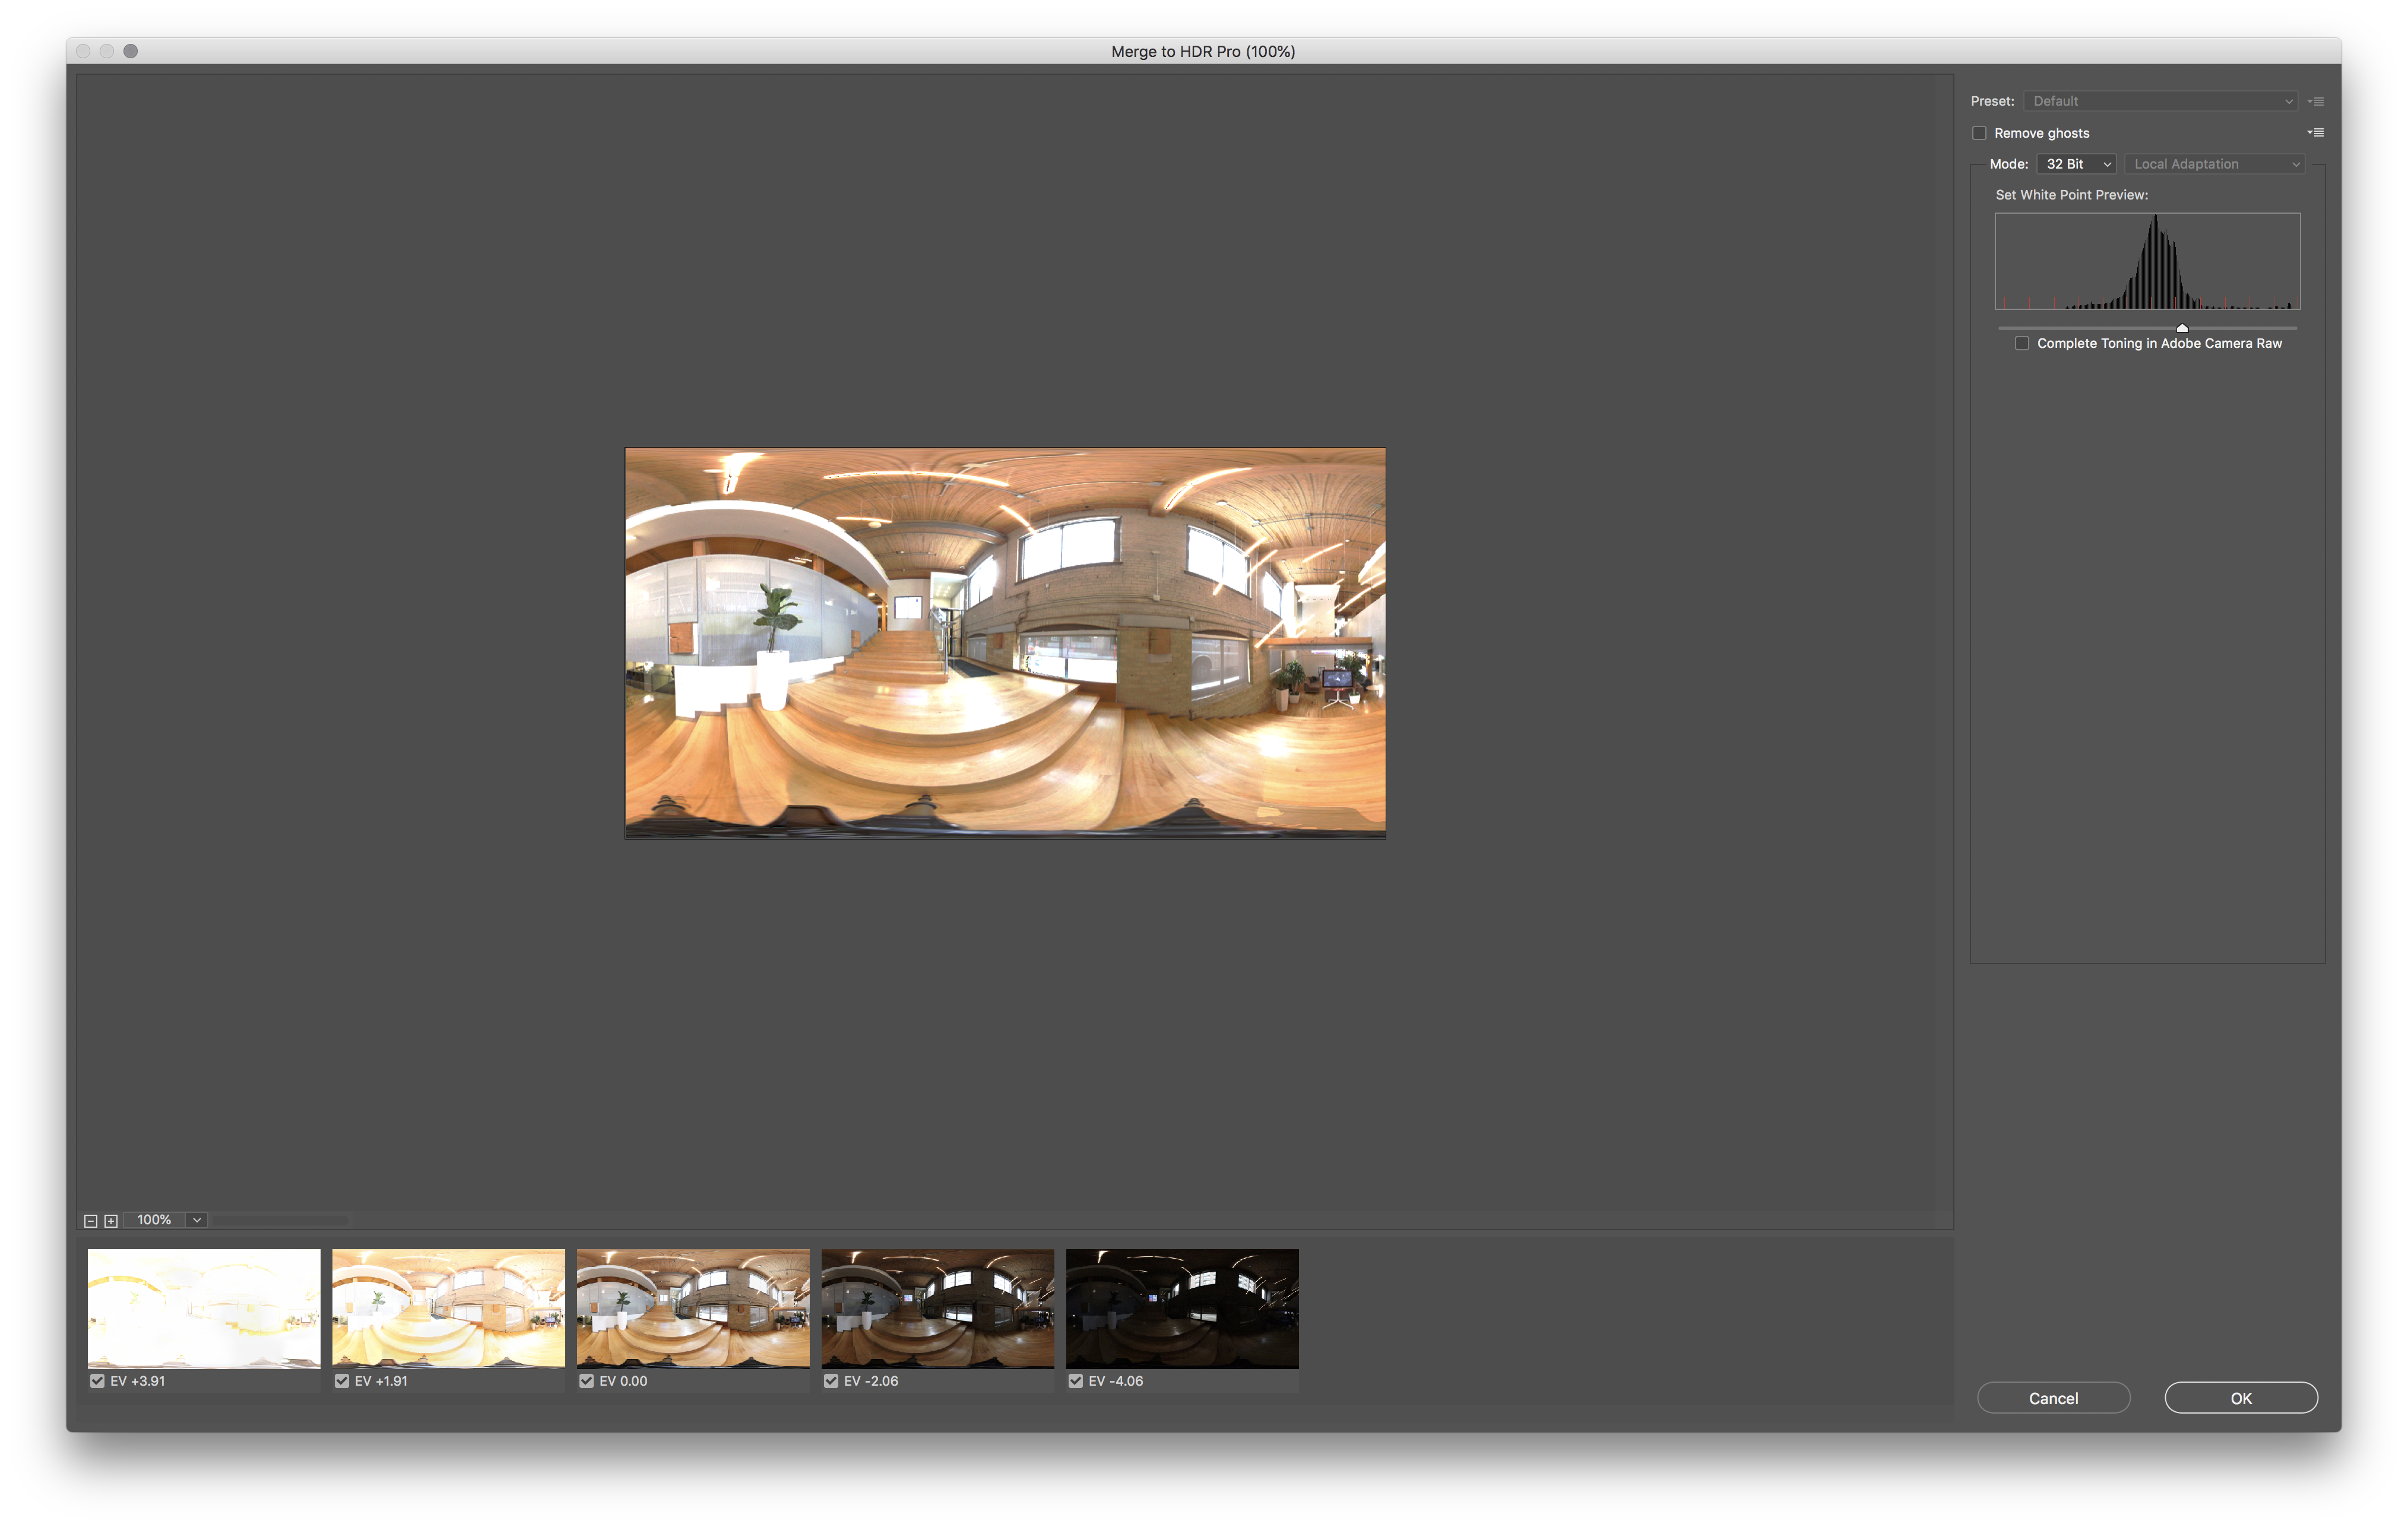 Merge to HDR Pro (100%)
Preset: Default
Remove ghosts
Mode: 32 Bit Local Adaptation
Set White Point Preview:
Complete Toning in Adobe Camera Raw
100%
EV +3.91 EV +1.91 EV 0.00 EV -2.06 EV -4.06
Cancel OK